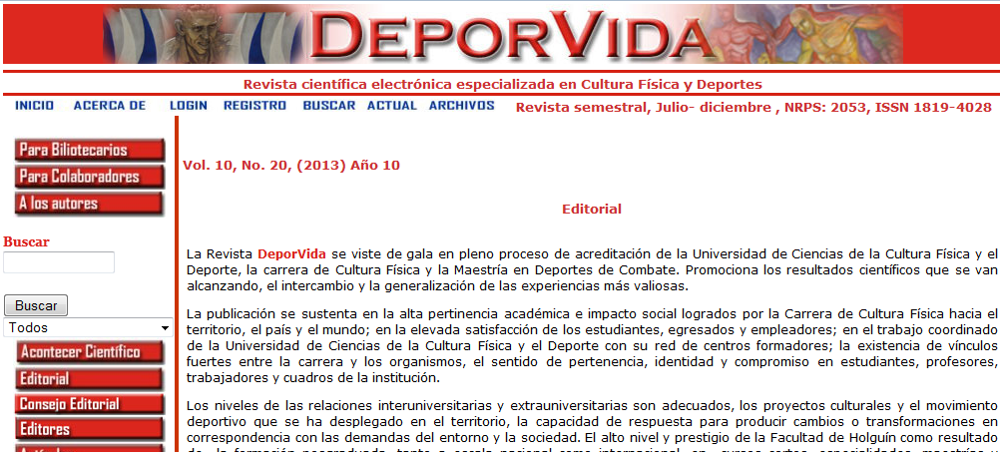 DEPORVIDA
Revista científica electrónica especializada en Cultura Física y Deportes
INICIO ACERCA DE LOGIN REGISTRO BUSCAR ACTUAL ARCHIVOS
Revista semestral, Julio- diciembre , NRPS: 2053, ISSN 1819-4028
Para Biliotecarios
Para Colaboradores
A los autores
Buscar
Buscar
Todos
Acontecer Científico
Editorial
Consejo Editorial
Editores
Vol. 10, No. 20, (2013) Año 10
Editorial
La Revista DeporVida se viste de gala en pleno proceso de acreditación de la Universidad de Ciencias de la Cultura Física y el
Deporte, la carrera de Cultura Física y la Maestría en Deportes de Combate. Promociona los resultados científicos que se van
alcanzando, el intercambio y la generalización de las experiencias más valiosas.
La publicación se sustenta en la alta pertinencia académica e impacto social logrados por la Carrera de Cultura Física hacia el
territorio, el país y el mundo; en la elevada satisfacción de los estudiantes, egresados y empleadores; en el trabajo coordinado
de la Universidad de Ciencias de la Cultura Física y el Deporte con su red de centros formadores; la existencia de vínculos
fuertes entre la carrera y los organismos, el sentido de pertenencia, identidad y compromiso en estudiantes, profesores,
trabajadores y cuadros de la institución.
Los niveles de las relaciones interuniversitarias y extrauniversitarias son adecuados, los proyectos culturales y el movimiento
deportivo que se ha desplegado en el territorio, la capacidad de respuesta para producir cambios o transformaciones en
correspondencia con las demandas del entorno y la sociedad. El alto nivel y prestigio de la Facultad de Holguín como resultado